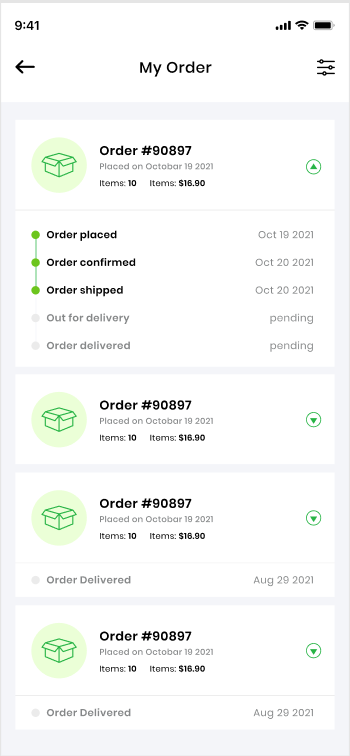 9:41
My Order
Order #90897
Placed on Octobar 19 2021
Items: 10 Items: $16.90
Order placed Oct 19 2021
Order confirmed Oct 20 2021
Order shipped Oct 20 2021
Out for delivery pending
Order delivered pending
Order #90897
Placed on Octobar 19 2021
Items: 10 Items: $16.90
Order #90897
Placed on Octobar 19 2021
Items: 10 Items: $16.90
Order Delivered Aug 29 2021
Order #90897
Placed on Octobar 19 2021
Items: 10 Items: $16.90
Order Delivered Aug 29 2021